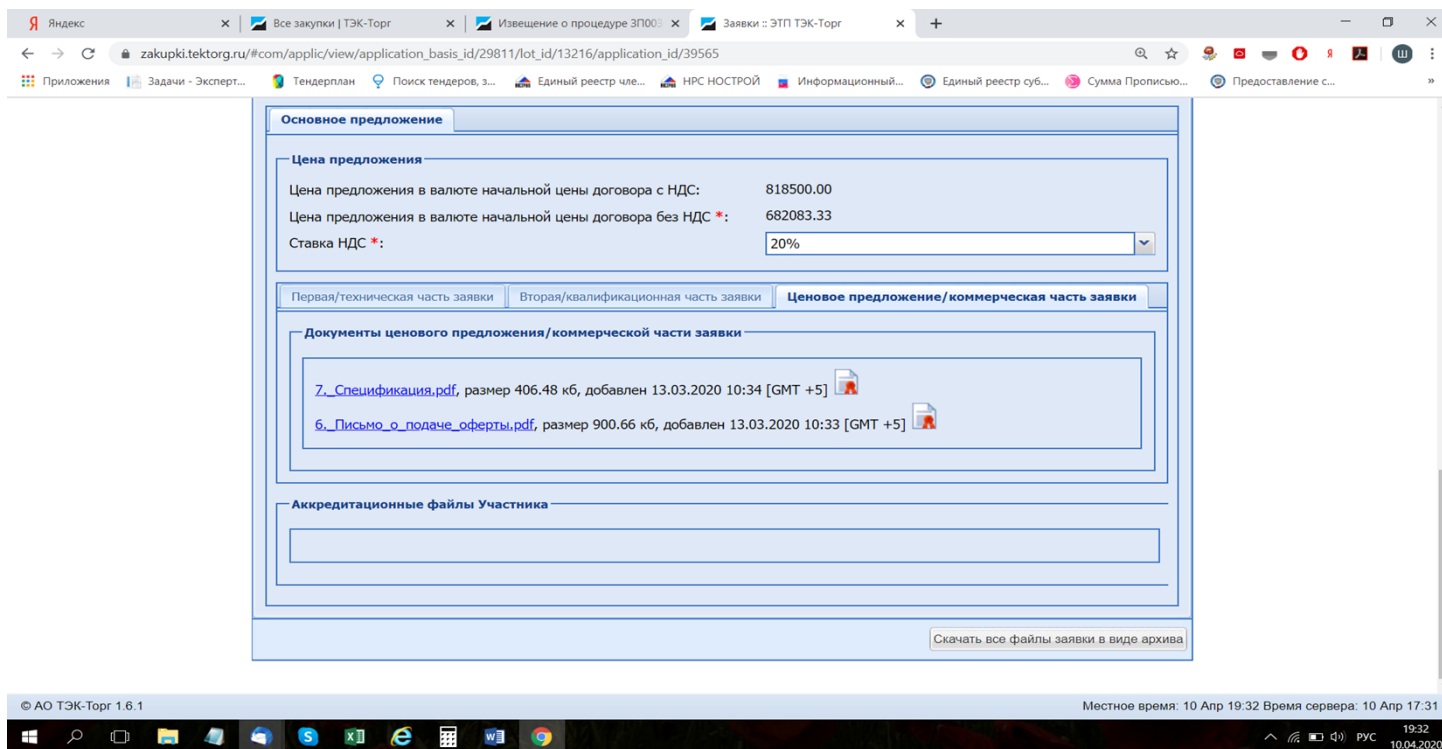 Яндекс
Все закупки | ТЭК-Торг
Извещение о процедуре ЗП003
Заявки :: ЭТП ТЭК-Торг
zakupki.tektorg.ru/#com/applic/view/application_basis_id/29811/lot_id/13216/application_id/39565
Приложения Задачи - Эксперт... Тендерплан Поиск тендеров, з... Единый реестр чле... НРС НОСТРОЙ Информационный... Единый реестр суб... Сумма Прописью... Предоставление с... »
Основное предложение
Цена предложения
Цена предложения в валюте начальной цены договора с НДС: 818500.00
Цена предложения в валюте начальной цены договора без НДС *: 682083.33
Ставка НДС *: 20%
Первая/техническая часть заявки Вторая/квалификационная часть заявки Ценовое предложение/коммерческая часть заявки
Документы ценового предложения/коммерческой части заявки
7._Спецификация.pdf, размер 406.48 кб, добавлен 13.03.2020 10:34 [GMT +5]
6._Письмо_о_подаче_оферты.pdf, размер 900.66 кб, добавлен 13.03.2020 10:33 [GMT +5]
Аккредитационные файлы Участника
Скачать все файлы заявки в виде архива
© АО ТЭК-Торг 1.6.1 Местное время: 10 Апр 19:32 Время сервера: 10 Апр 17:31
РУС 19:32
10.04.2020